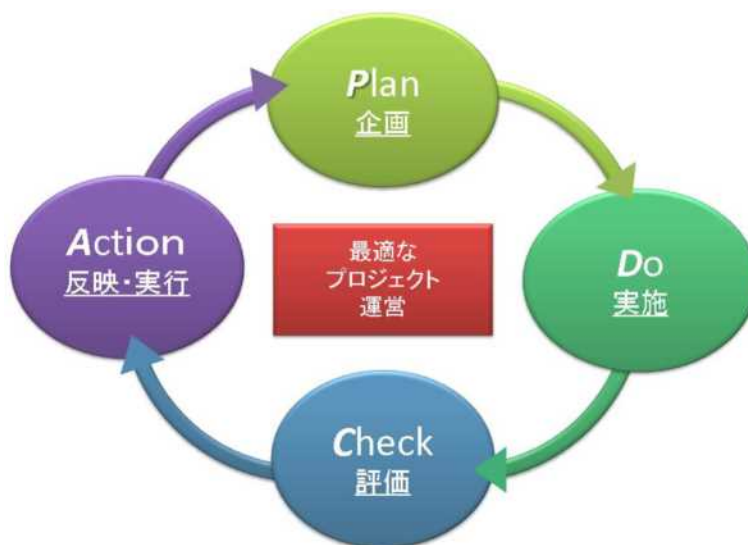 Plan
企画
Do
実施
Check
評価
Action
反映・実行
最適な
プロジェクト
運営